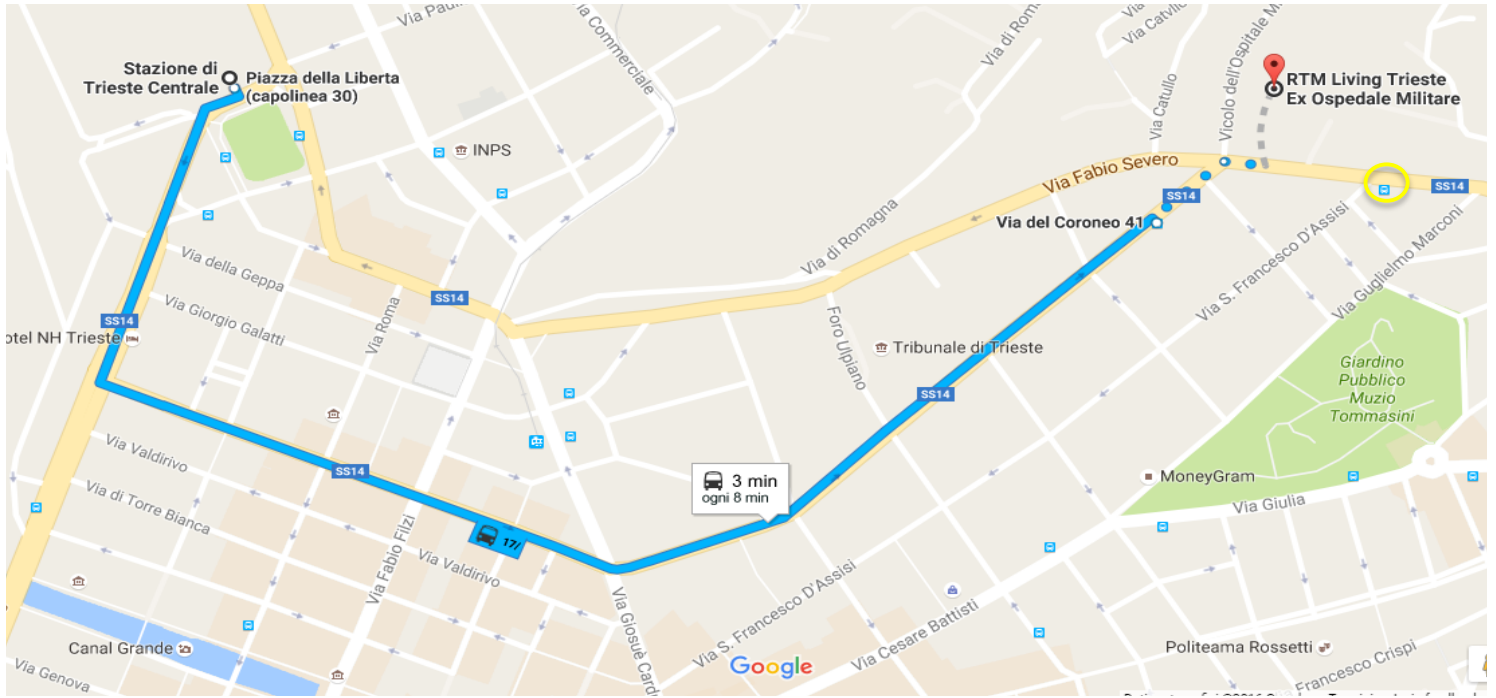 Via Pauli
Via Commerciale
Via di Ro
Via Catullo
Vicolo dell'Ospitale M
Stazione di
Trieste Centrale
Piazza della Liberta
(capolinea 30)
RTM Living Trieste
Ex Ospedale Militare
INPS
Via Catullo
Via Fabio Severo
SS14
SS14
Via del Coroneo 41
Via di Romagna
Via S. Francesco D'Assisi
Via Guglielmo Marconi
Via della Geppa
Via Giorgio Galatti
Via Roma
SS14
SS14
otel NH Trieste
Foro Ulpiano
Tribunale di Trieste
SS14
Giardino
Pubblico
Muzio
Tommasini
Via Valdirivo
SS14
3 min
ogni 8 min
MoneyGram
Via Giulia
Via di Torre Bianca
Via Fabio Filzi
17/
Via Valdirivo
Via Giosuè Card
Via S. Francesco D'Assisi
Via Cesare Battisti
Canal Grande
Via Genova
Google
Politeama Rossetti
Francesco Crispi